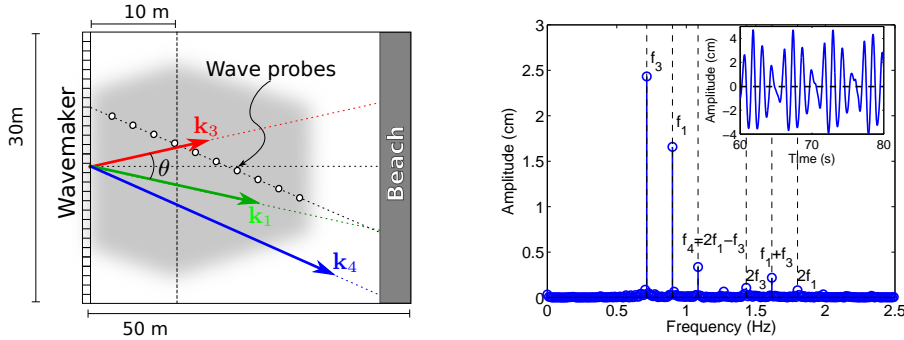 10 m
30m
Wavemaker
Wave probes
k₃
θ
k₁
k₄
Beach
50 m
Amplitude (cm)
3
2.5
2
1.5
1
0.5
0
f₃
f₁
f₄=2f₁−f₃
2f₃
f₁+f₃
2f₁
0
0.5
1
1.5
2
2.5
Frequency (Hz)
Amplitude (cm)
4
2
0
−2
−4
60
70
80
Time (s)